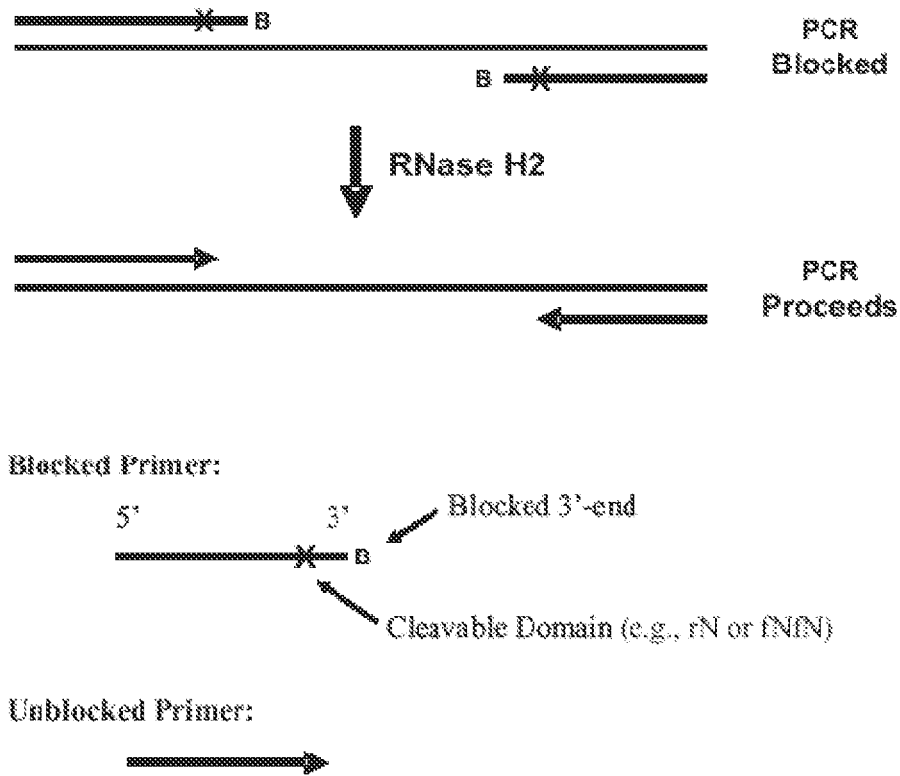 B
PCR
Blocked
B
RNase H2
PCR
Proceeds
Blocked Primer:
5' 3' Blocked 3'-end
B
Cleavable Domain (e.g., rN or fNfN)
Unblocked Primer: